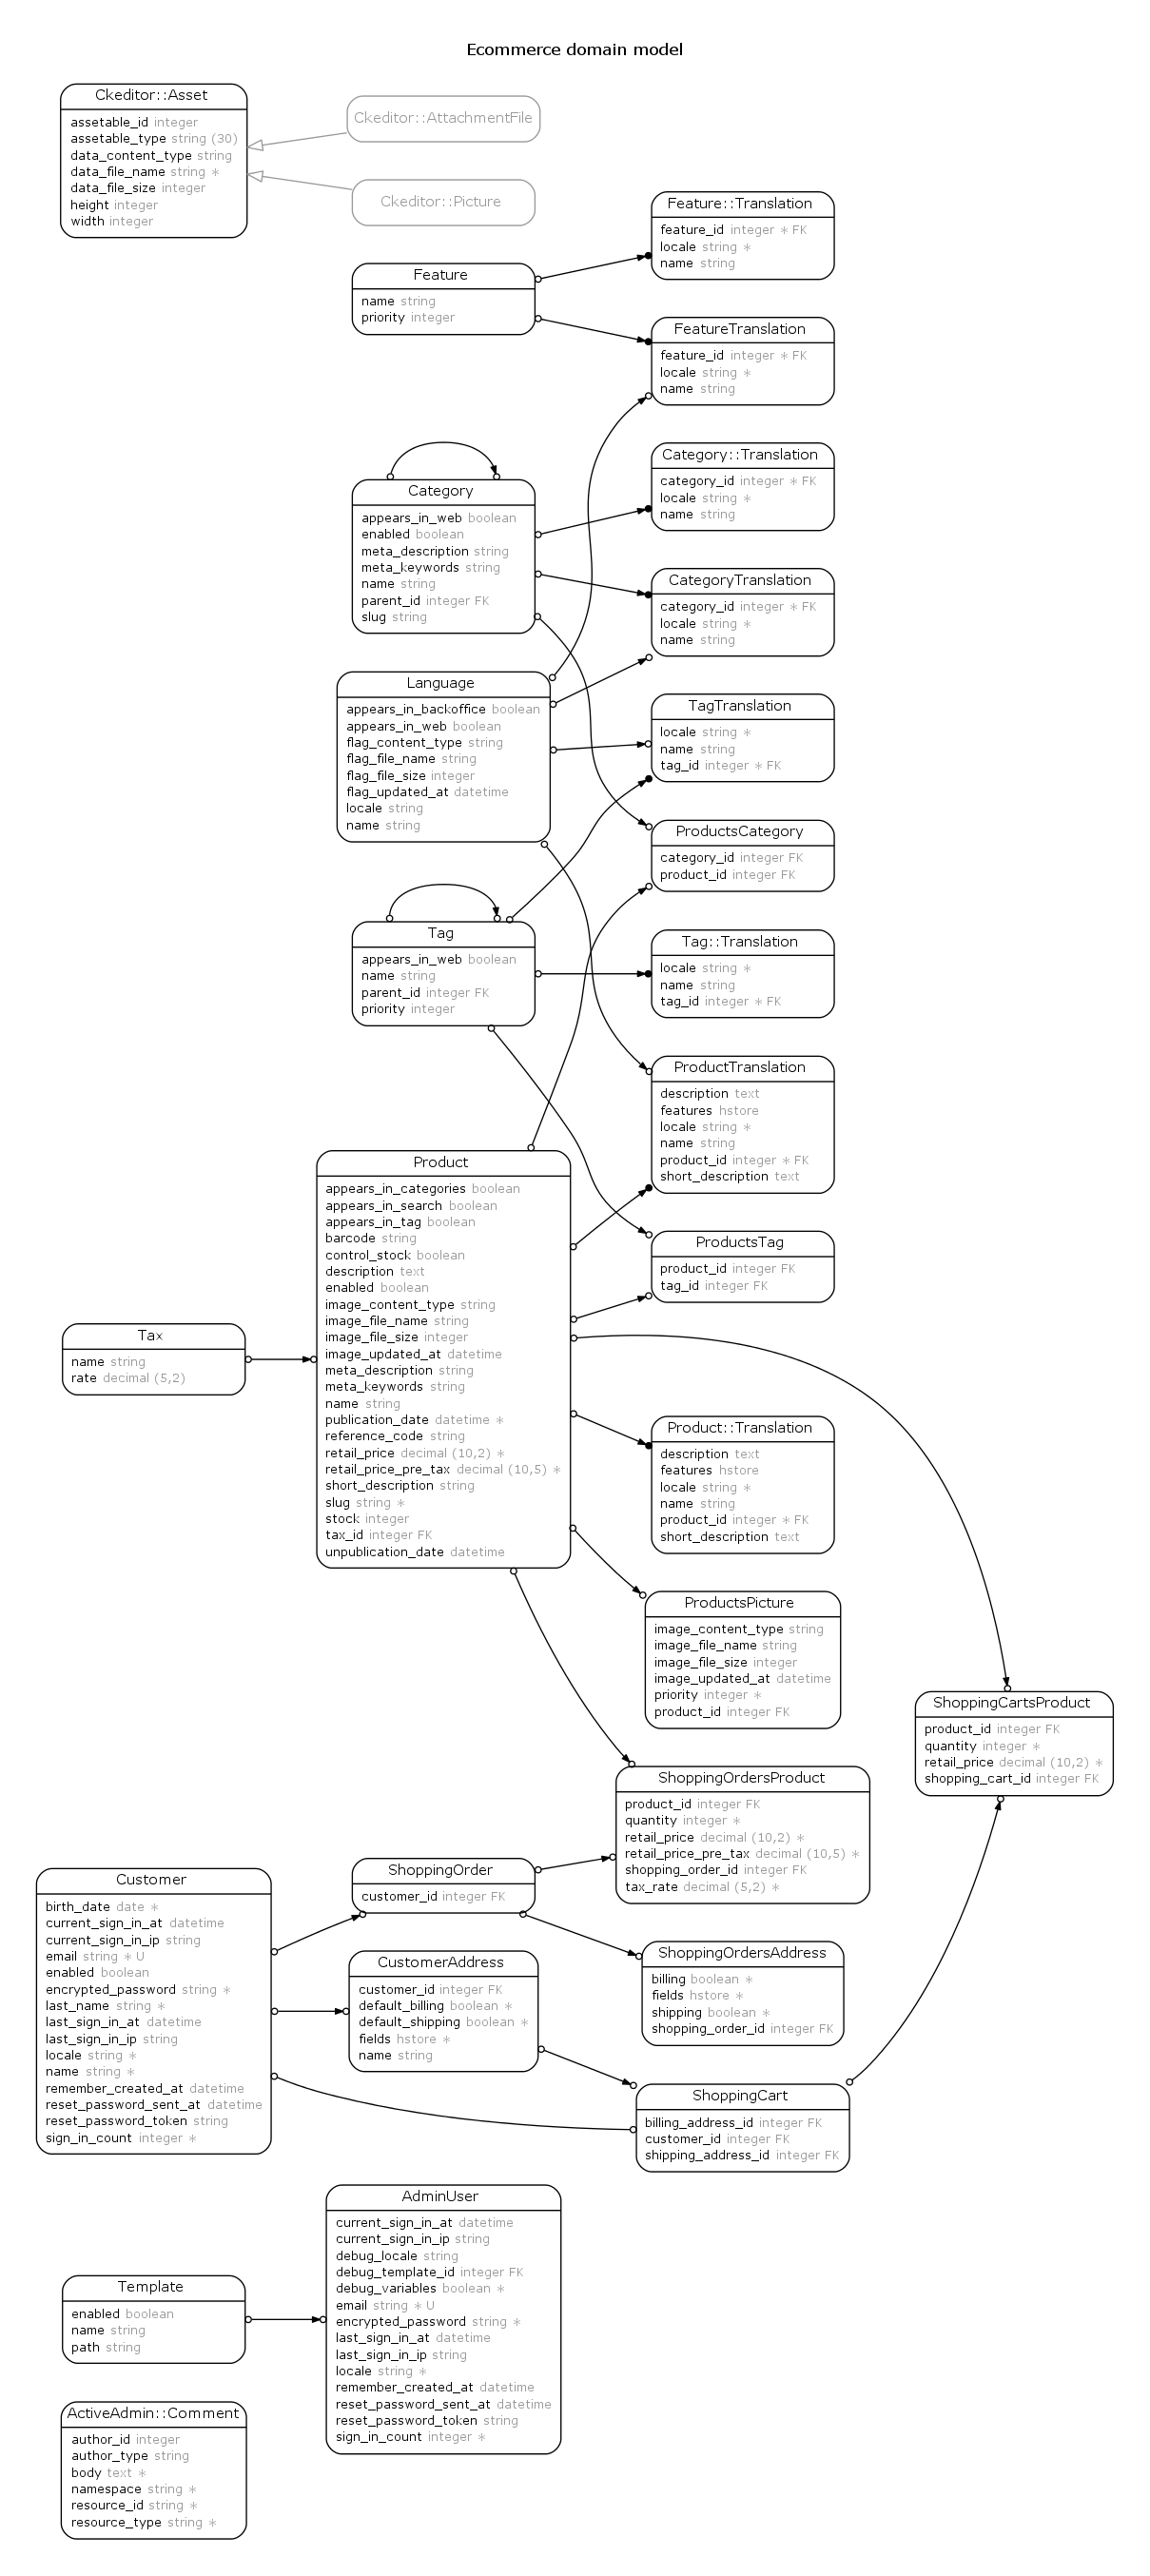 Ecommerce domain model
Ckeditor::Asset
assetable_id integer
assetable_type string (30)
data_content_type string
data_file_name string ∗
data_file_size integer
height integer
width integer
Ckeditor::AttachmentFile
Ckeditor::Picture
Feature
name string
priority integer
Feature::Translation
feature_id integer ∗ FK
locale string ∗
name string
FeatureTranslation
feature_id integer ∗ FK
locale string ∗
name string
Category
appears_in_web boolean
enabled boolean
meta_description string
meta_keywords string
name string
parent_id integer FK
slug string
Category::Translation
category_id integer ∗ FK
locale string ∗
name string
CategoryTranslation
category_id integer ∗ FK
locale string ∗
name string
Language
appears_in_backoffice boolean
appears_in_web boolean
flag_content_type string
flag_file_name string
flag_file_size integer
flag_updated_at datetime
locale string
name string
TagTranslation
locale string ∗
name string
tag_id integer ∗ FK
ProductsCategory
category_id integer FK
product_id integer FK
Tag
appears_in_web boolean
name string
parent_id integer FK
priority integer
Tag::Translation
locale string ∗
name string
tag_id integer ∗ FK
ProductTranslation
description text
features hstore
locale string ∗
name string
product_id integer ∗ FK
short_description text
Product
appears_in_categories boolean
appears_in_search boolean
appears_in_tag boolean
barcode string
control_stock boolean
description text
enabled boolean
image_content_type string
image_file_name string
image_file_size integer
image_updated_at datetime
meta_description string
meta_keywords string
name string
publication_date datetime ∗
reference_code string
retail_price decimal (10,2) ∗
retail_price_pre_tax decimal (10,5) ∗
short_description string
slug string ∗
stock integer
tax_id integer FK
unpublication_date datetime
ProductsTag
product_id integer FK
tag_id integer FK
Tax
name string
rate decimal (5,2)
Product::Translation
description text
features hstore
locale string ∗
name string
product_id integer ∗ FK
short_description text
ProductsPicture
image_content_type string
image_file_name string
image_file_size integer
image_updated_at datetime
priority integer ∗
product_id integer FK
ShoppingCartsProduct
product_id integer FK
quantity integer ∗
retail_price decimal (10,2) ∗
shopping_cart_id integer FK
ShoppingOrdersProduct
product_id integer FK
quantity integer ∗
retail_price decimal (10,2) ∗
retail_price_pre_tax decimal (10,5) ∗
shopping_order_id integer FK
tax_rate decimal (5,2) ∗
Customer
birth_date date ∗
current_sign_in_at datetime
current_sign_in_ip string
email string ∗ U
enabled boolean
encrypted_password string ∗
last_name string ∗
last_sign_in_at datetime
last_sign_in_ip string
locale string ∗
name string ∗
remember_created_at datetime
reset_password_sent_at datetime
reset_password_token string
sign_in_count integer ∗
ShoppingOrder
customer_id integer FK
CustomerAddress
customer_id integer FK
default_billing boolean ∗
default_shipping boolean ∗
fields hstore ∗
name string
ShoppingOrdersAddress
billing boolean ∗
fields hstore ∗
shipping boolean ∗
shopping_order_id integer FK
ShoppingCart
billing_address_id integer FK
customer_id integer FK
shipping_address_id integer FK
AdminUser
current_sign_in_at datetime
current_sign_in_ip string
debug_locale string
debug_template_id integer FK
debug_variables boolean ∗
email string ∗ U
encrypted_password string ∗
last_sign_in_at datetime
last_sign_in_ip string
locale string ∗
remember_created_at datetime
reset_password_sent_at datetime
reset_password_token string
sign_in_count integer ∗
Template
enabled boolean
name string
path string
ActiveAdmin::Comment
author_id integer
author_type string
body text ∗
namespace string ∗
resource_id string ∗
resource_type string ∗